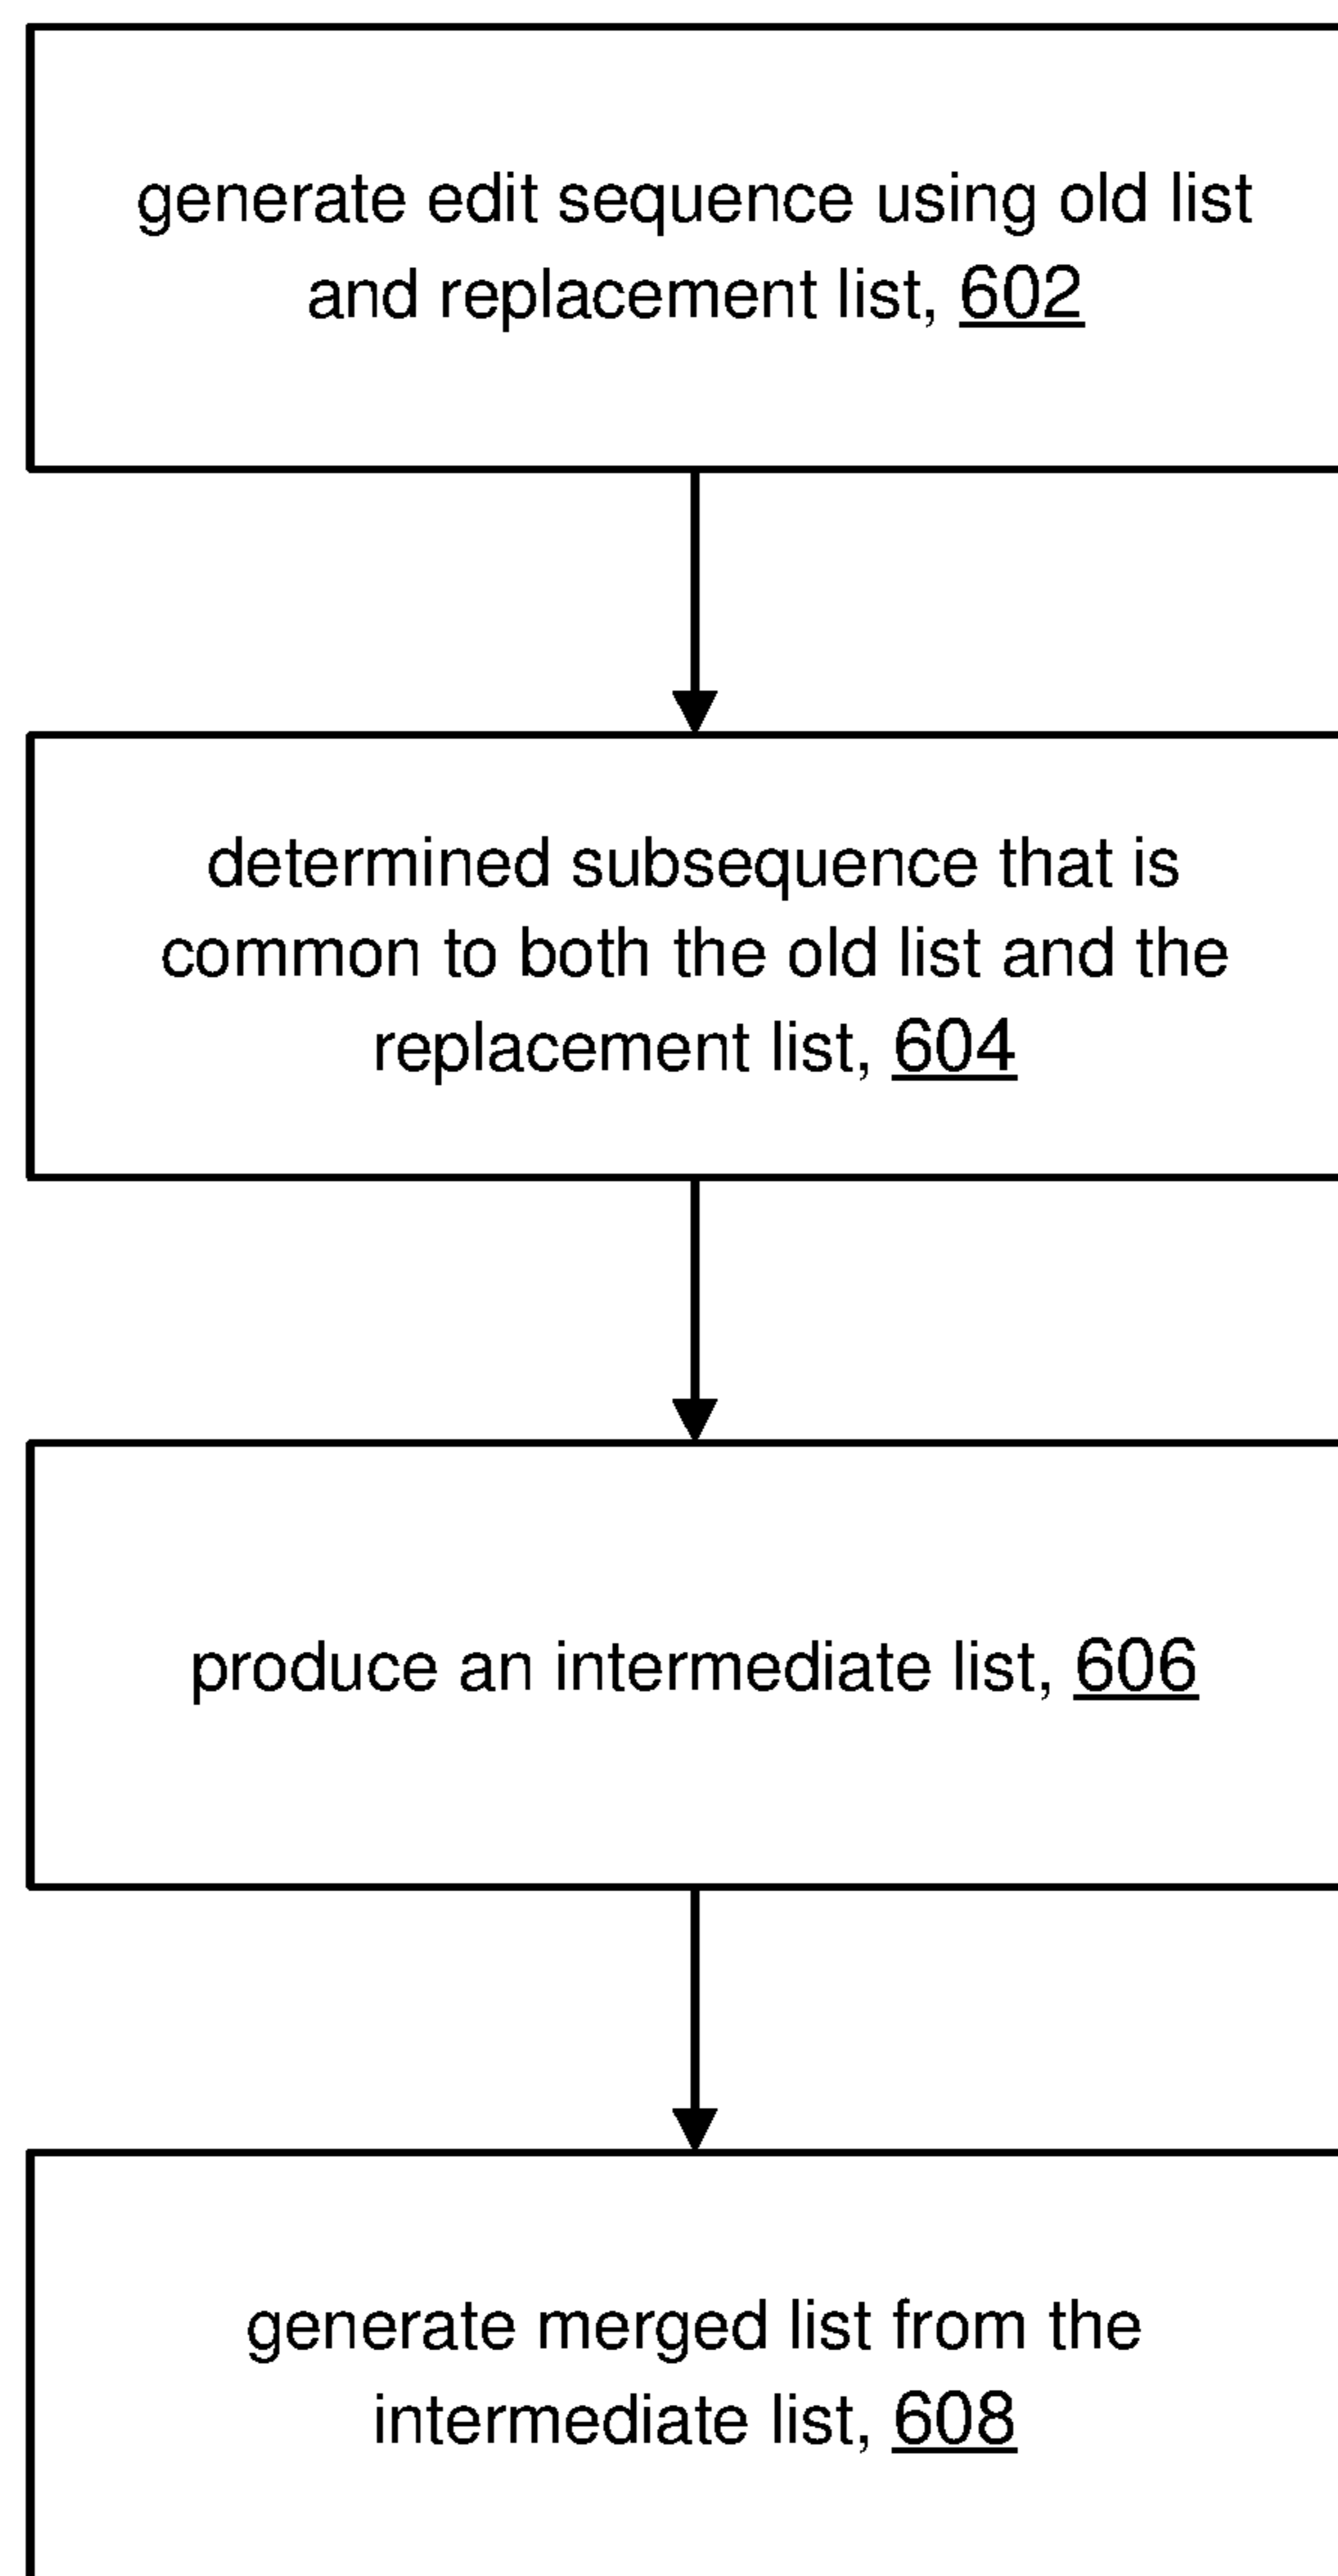 generate edit sequence using old list
and replacement list, 602
determined subsequence that is
common to both the old list and the
replacement list, 604
produce an intermediate list, 606
generate merged list from the
intermediate list, 608